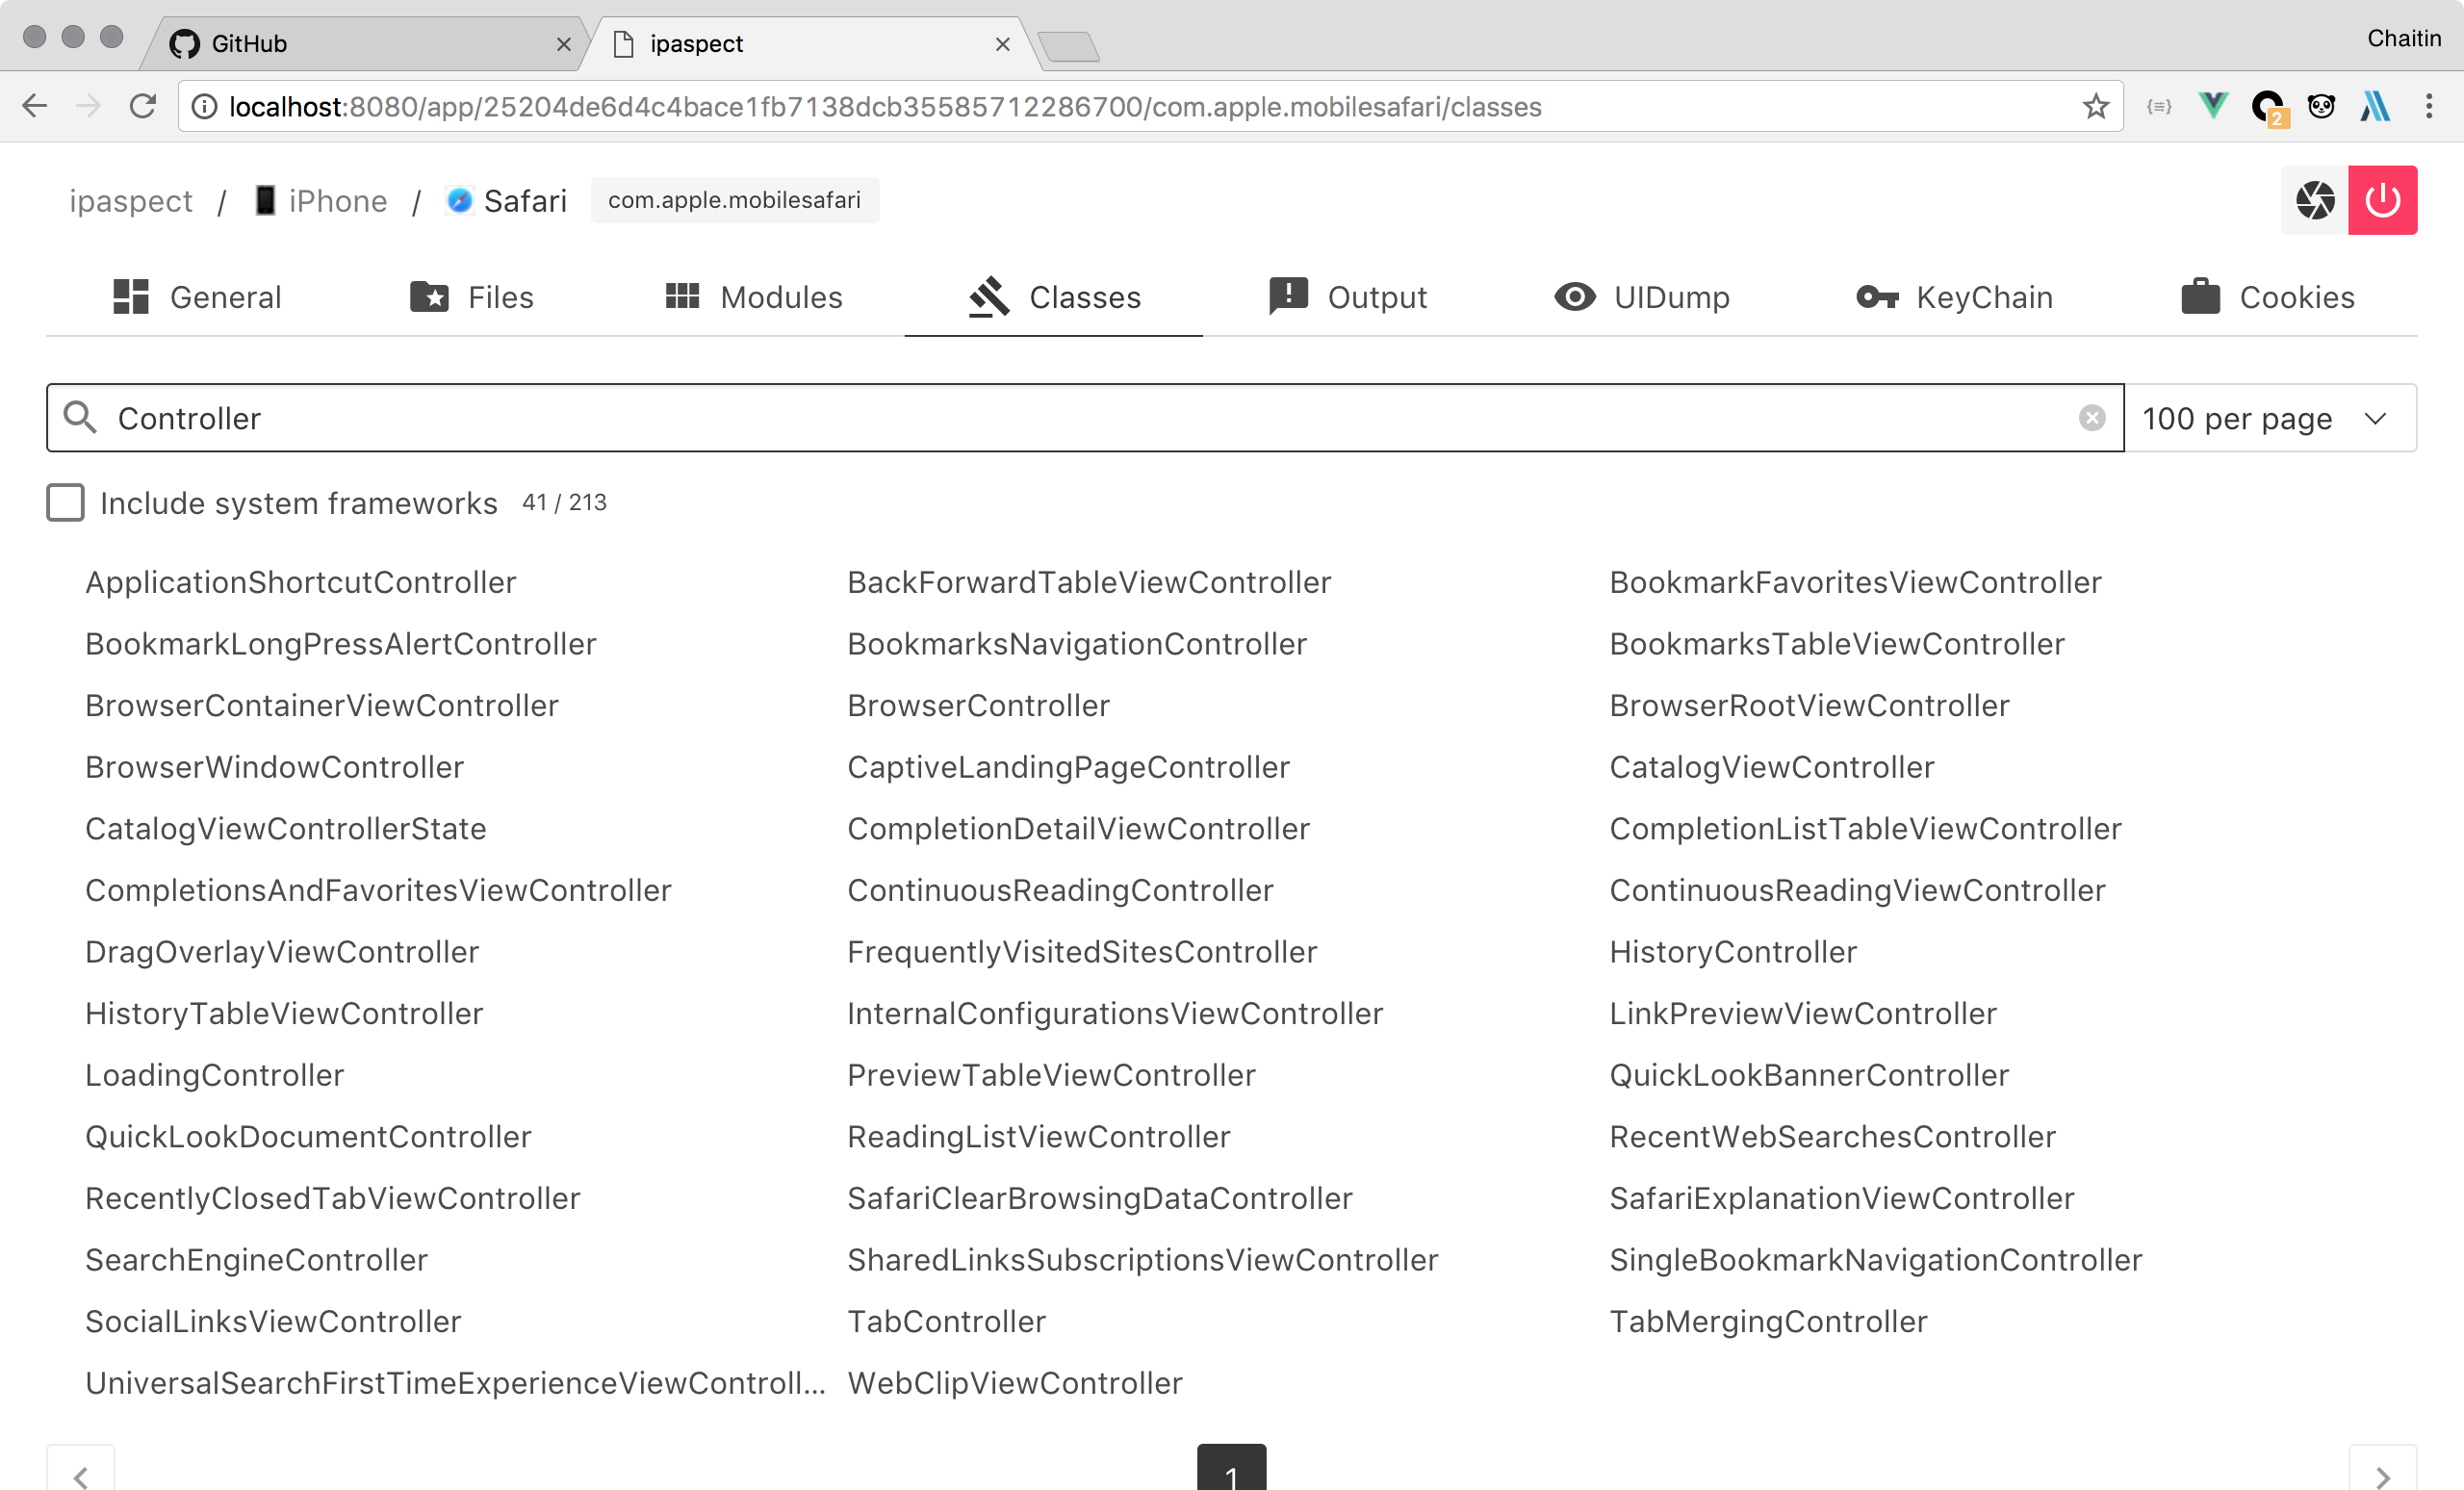 GitHub
ipaspect
Chaitin
localhost:8080/app/25204de6d4c4bace1fb7138dcb35585712286700/com.apple.mobilesafari/classes
2
ipaspect / iPhone / Safari com.apple.mobilesafari
General Files Modules Classes Output UIDump KeyChain Cookies
Controller 100 per page
Include system frameworks 41 / 213
ApplicationShortcutController BackForwardTableViewController BookmarkFavoritesViewController
BookmarkLongPressAlertController BookmarksNavigationController BookmarksTableViewController
BrowserContainerViewController BrowserController BrowserRootViewController
BrowserWindowController CaptiveLandingPageController CatalogViewController
CatalogViewControllerState CompletionDetailViewController CompletionListTableViewController
CompletionsAndFavoritesViewController ContinuousReadingController ContinuousReadingViewController
DragOverlayViewController FrequentlyVisitedSitesController HistoryController
HistoryTableViewController InternalConfigurationsViewController LinkPreviewViewController
LoadingController PreviewTableViewController QuickLookBannerController
QuickLookDocumentController ReadingListViewController RecentWebSearchesController
RecentlyClosedTabViewController SafariClearBrowsingDataController SafariExplanationViewController
SearchEngineController SharedLinksSubscriptionsViewController SingleBookmarkNavigationController
SocialLinksViewController TabController TabMergingController
UniversalSearchFirstTimeExperienceViewControll... WebClipViewController
1